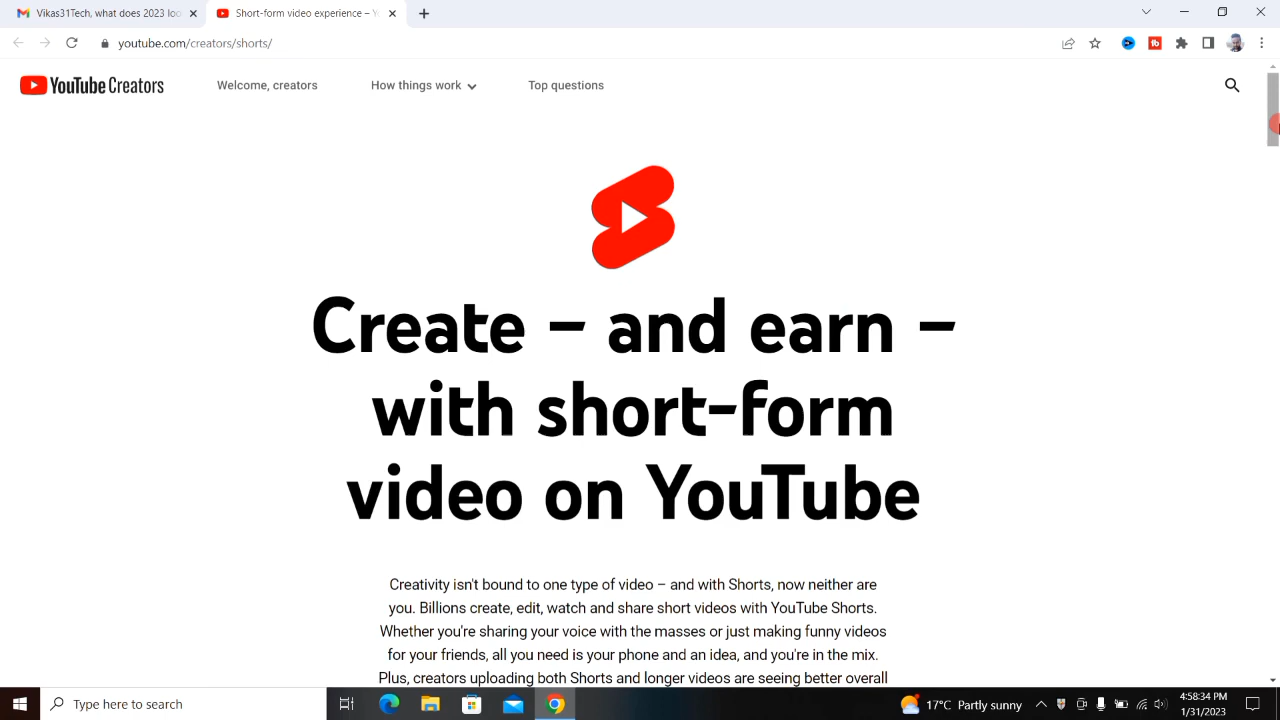 Vikas31Tech, what does 2023 loo
Short-form video experience – Y
youtube.com/creators/shorts/
YouTube Creators
Welcome, creators
How things work
Top questions
Create – and earn –
with short-form
video on YouTube
Creativity isn't bound to one type of video – and with Shorts, now neither are
you. Billions create, edit, watch and share short videos with YouTube Shorts.
Whether you're sharing your voice with the masses or just making funny videos
for your friends, all you need is your phone and an idea, and you're in the mix.
Plus, creators uploading both Shorts and longer videos are seeing better overall
Type here to search
17°C Partly sunny
4:58:34 PM
1/31/2023